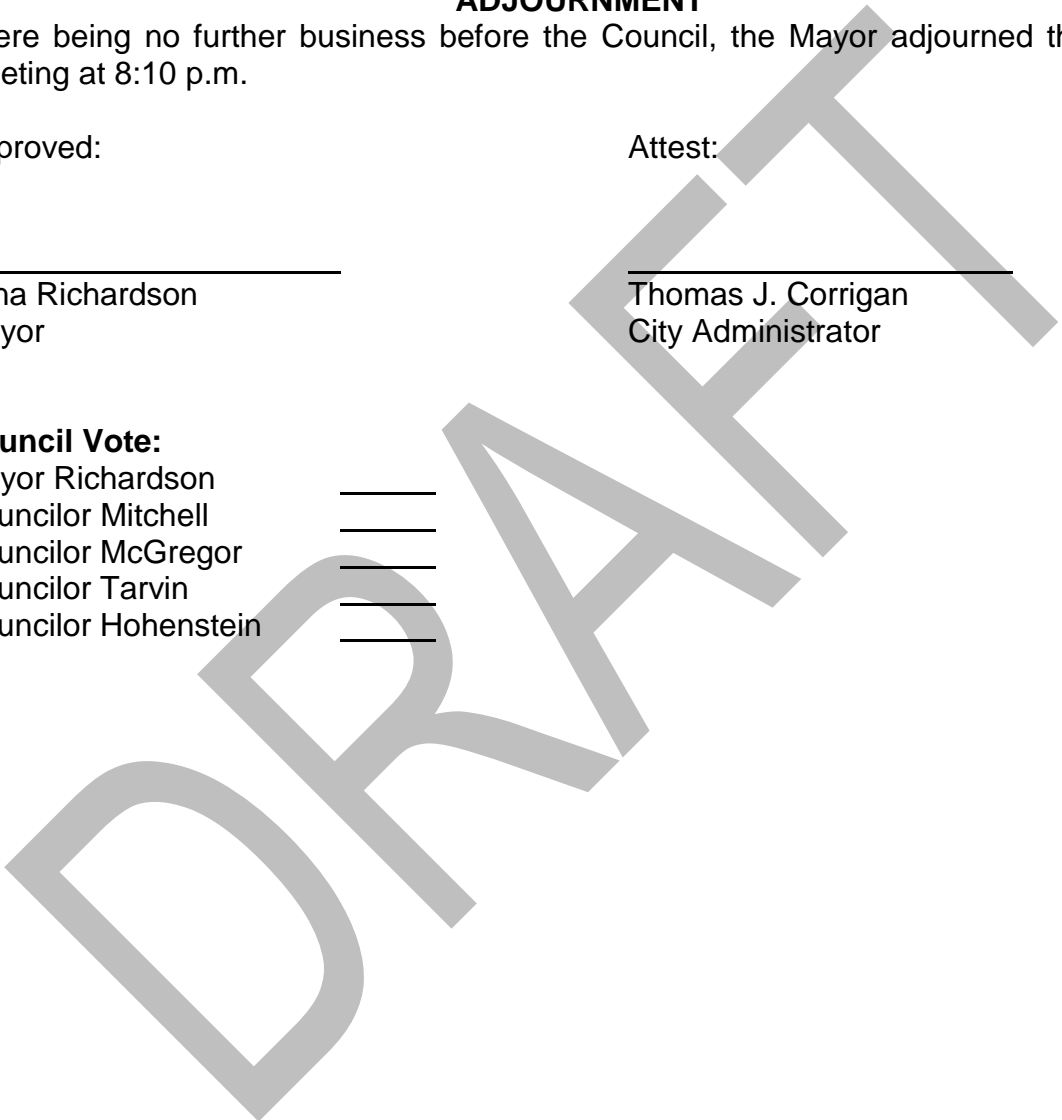 ADJOURNMENT
ere being no further business before the Council, the Mayor adjourned th
eting at 8:10 p.m.
proved: Attest:
na Richardson Thomas J. Corrigan
yor City Administrator
uncil Vote:
yor Richardson
uncilor Mitchell
uncilor McGregor
uncilor Tarvin
uncilor Hohenstein
DRAFT